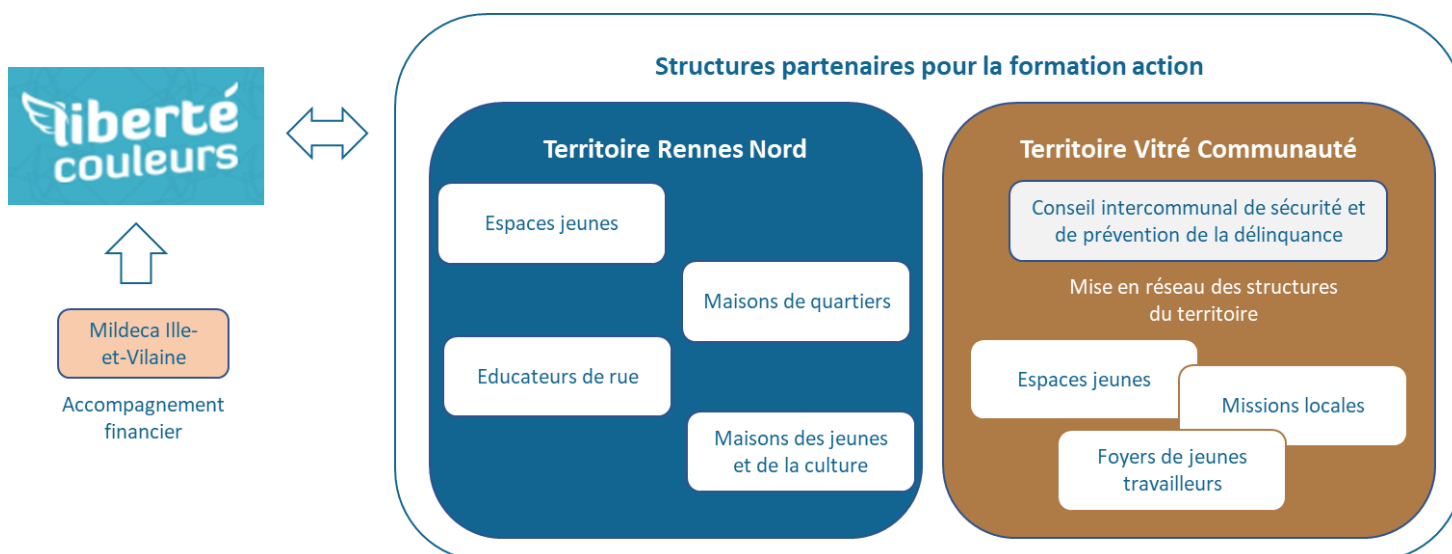 Structures partenaires pour la formation action
liberté
couleurs
Mildeca Ille-
et-Vilaine
Accompagnement
financier
Territoire Rennes Nord
Espaces jeunes
Maisons de quartiers
Educateurs de rue
Maisons des jeunes
et de la culture
Territoire Vitré Communauté
Conseil intercommunal de sécurité et
de prévention de la délinquance
Mise en réseau des structures
du territoire
Espaces jeunes
Missions locales
Foyers de jeunes
travailleurs